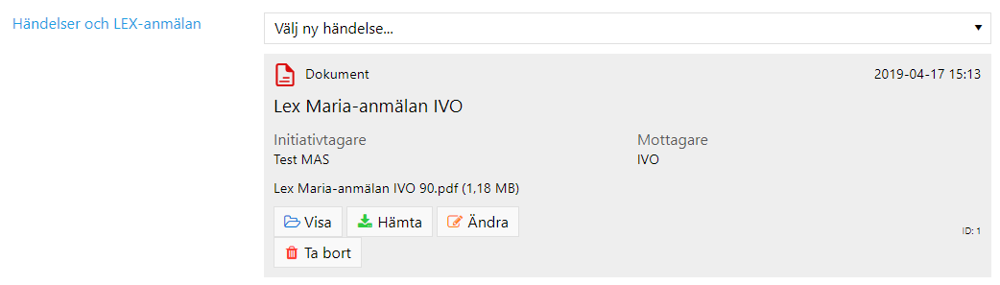 Händelser och LEX-anmälan
Välj ny händelse...
Dokument 2019-04-17 15:13
Lex Maria-anmälan IVO
Initiativtagare Mottagare
Test MAS IVO
Lex Maria-anmälan IVO 90.pdf (1,18 MB)
Visa Hämta Ändra
ID: 1
Ta bort